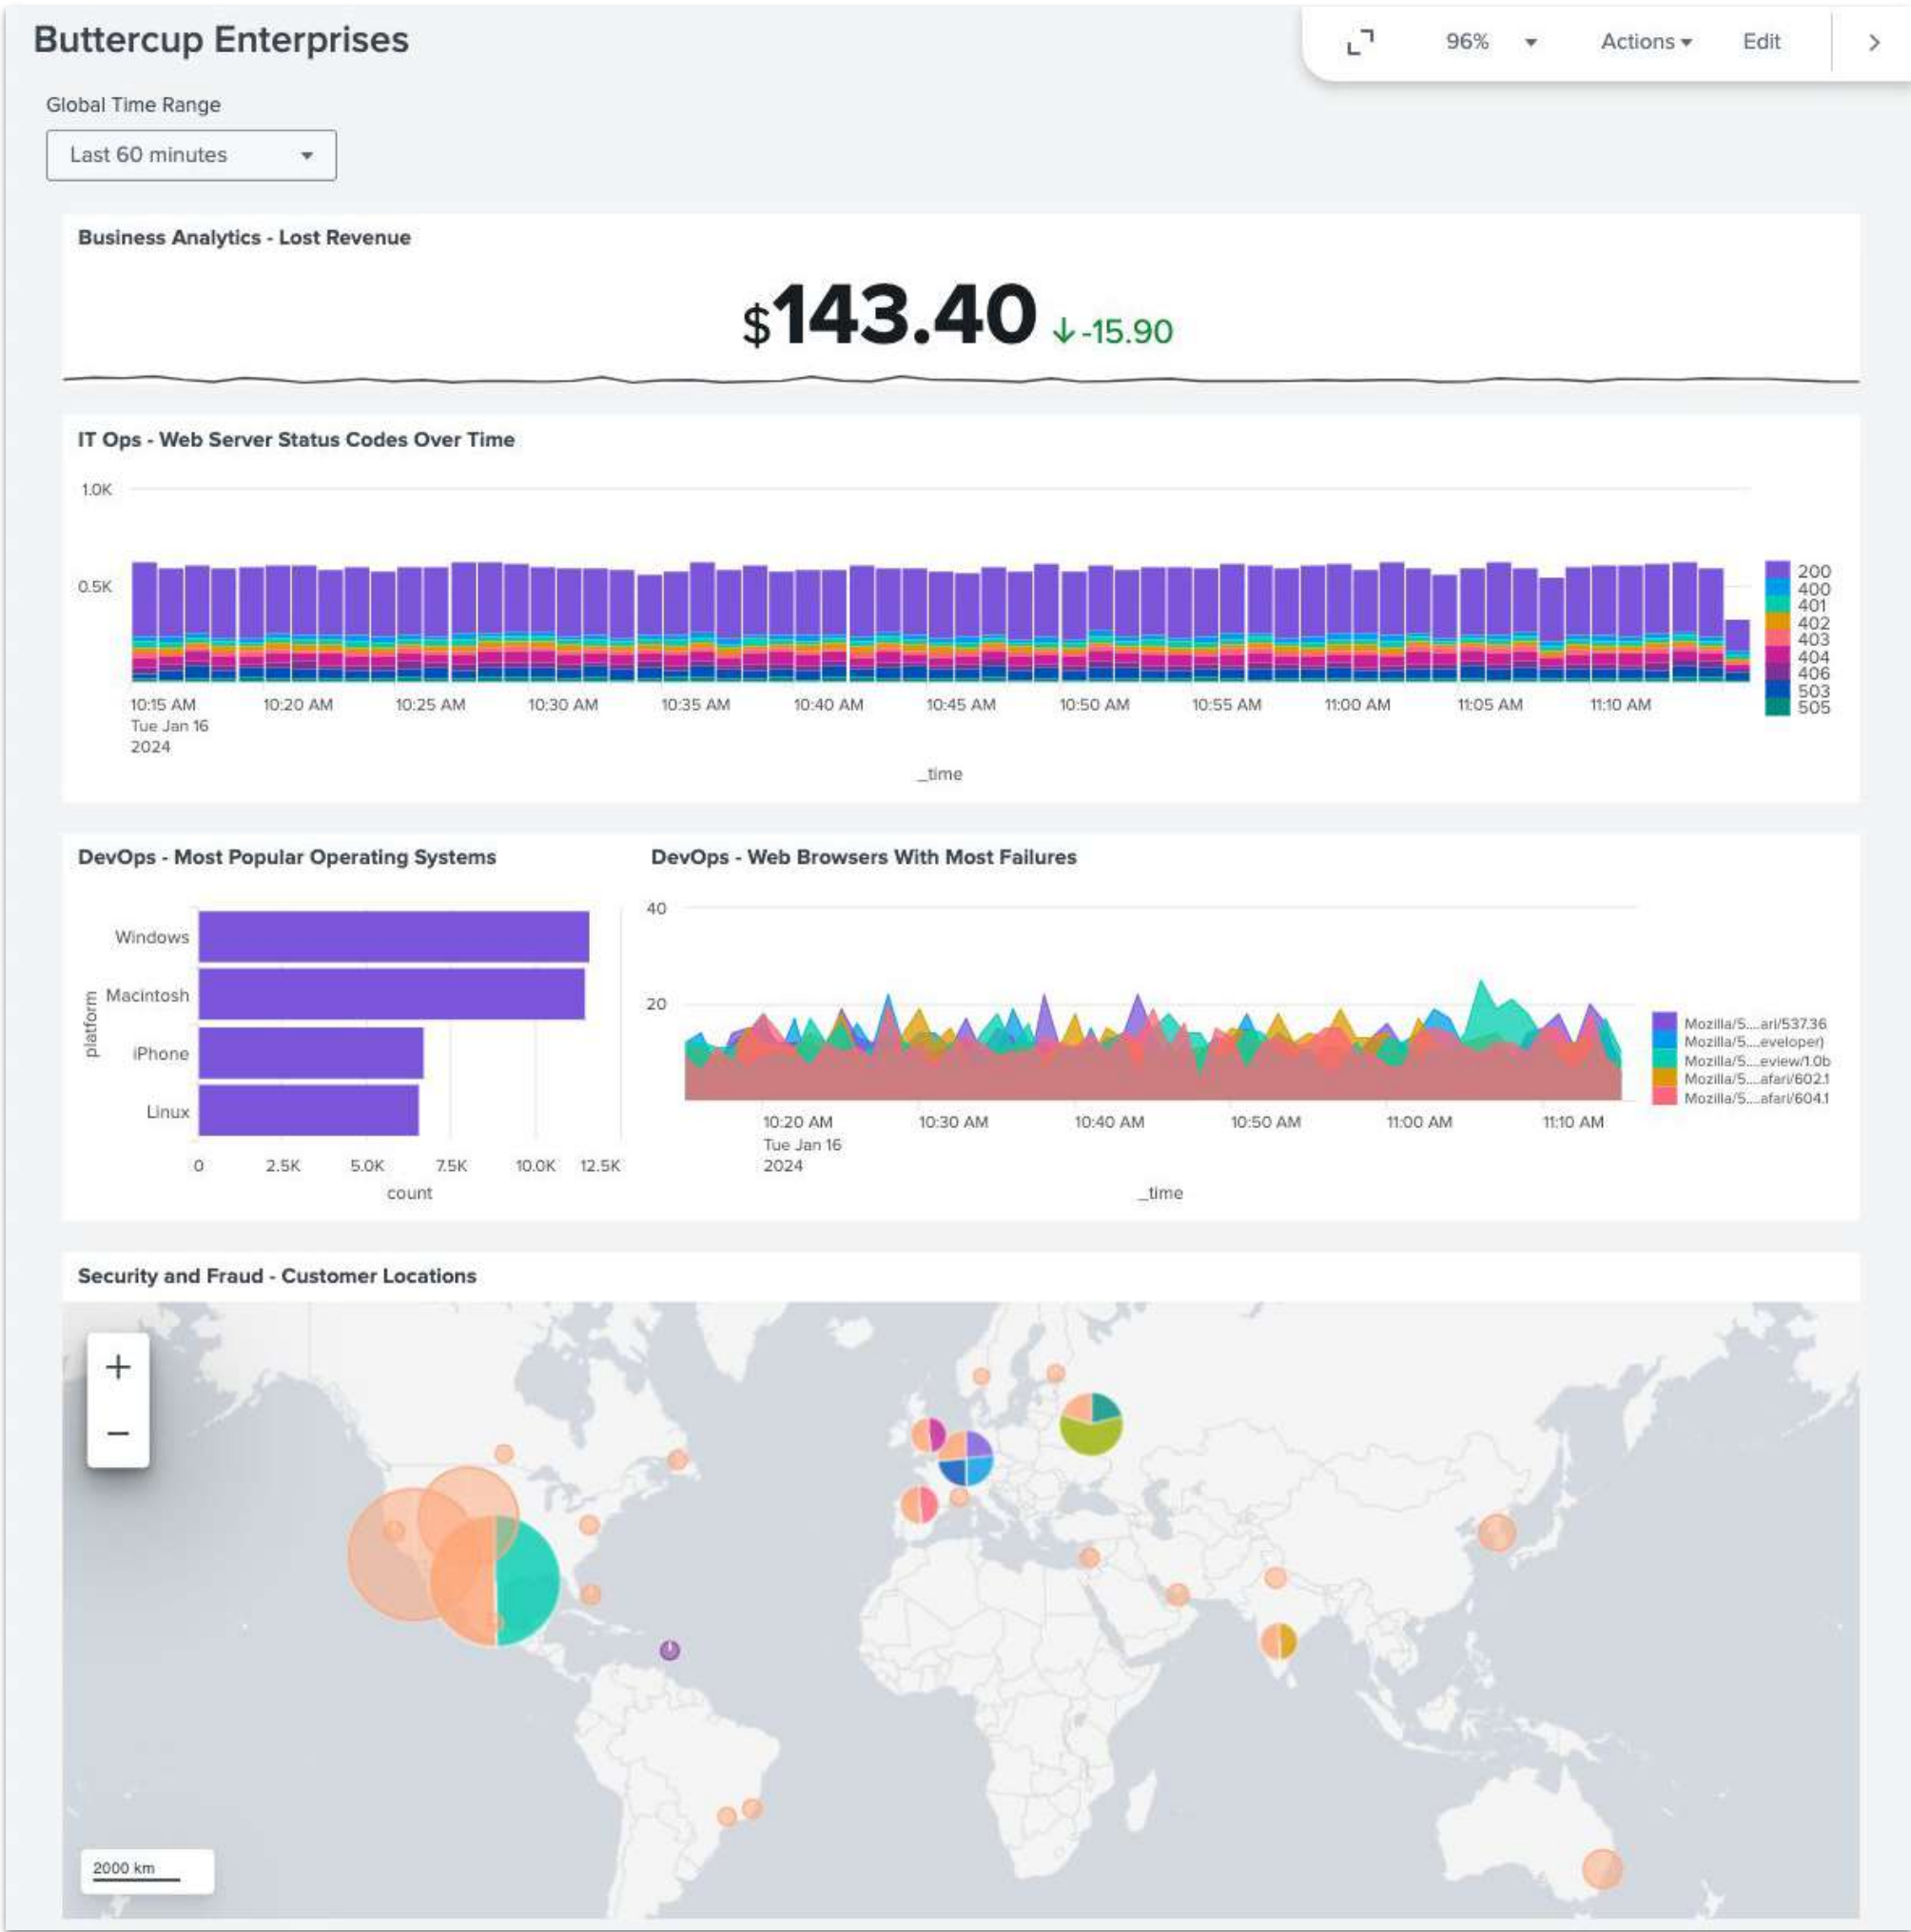 Buttercup Enterprises
96%
Actions
Edit
Global Time Range
Last 60 minutes
Business Analytics - Lost Revenue
$143.40 ↓-15.90
IT Ops - Web Server Status Codes Over Time
1.0K
0.5K
200
400
401
402
403
404
406
503
505
10:15 AM 10:20 AM 10:25 AM 10:30 AM 10:35 AM 10:40 AM 10:45 AM 10:50 AM 10:55 AM 11:00 AM 11:05 AM 11:10 AM
Tue Jan 16
2024
_time
DevOps - Most Popular Operating Systems
platform
Windows
Macintosh
iPhone
Linux
0 2.5K 5.0K 7.5K 10.0K 12.5K
count
DevOps - Web Browsers With Most Failures
40
20
Mozilla/5....ari/537.36
Mozilla/5....eveloper)
Mozilla/5....eview/1.0b
Mozilla/5....afari/602.1
Mozilla/5....afari/604.1
10:20 AM 10:30 AM 10:40 AM 10:50 AM 11:00 AM 11:10 AM
Tue Jan 16
2024
_time
Security and Fraud - Customer Locations
+
−
2000 km